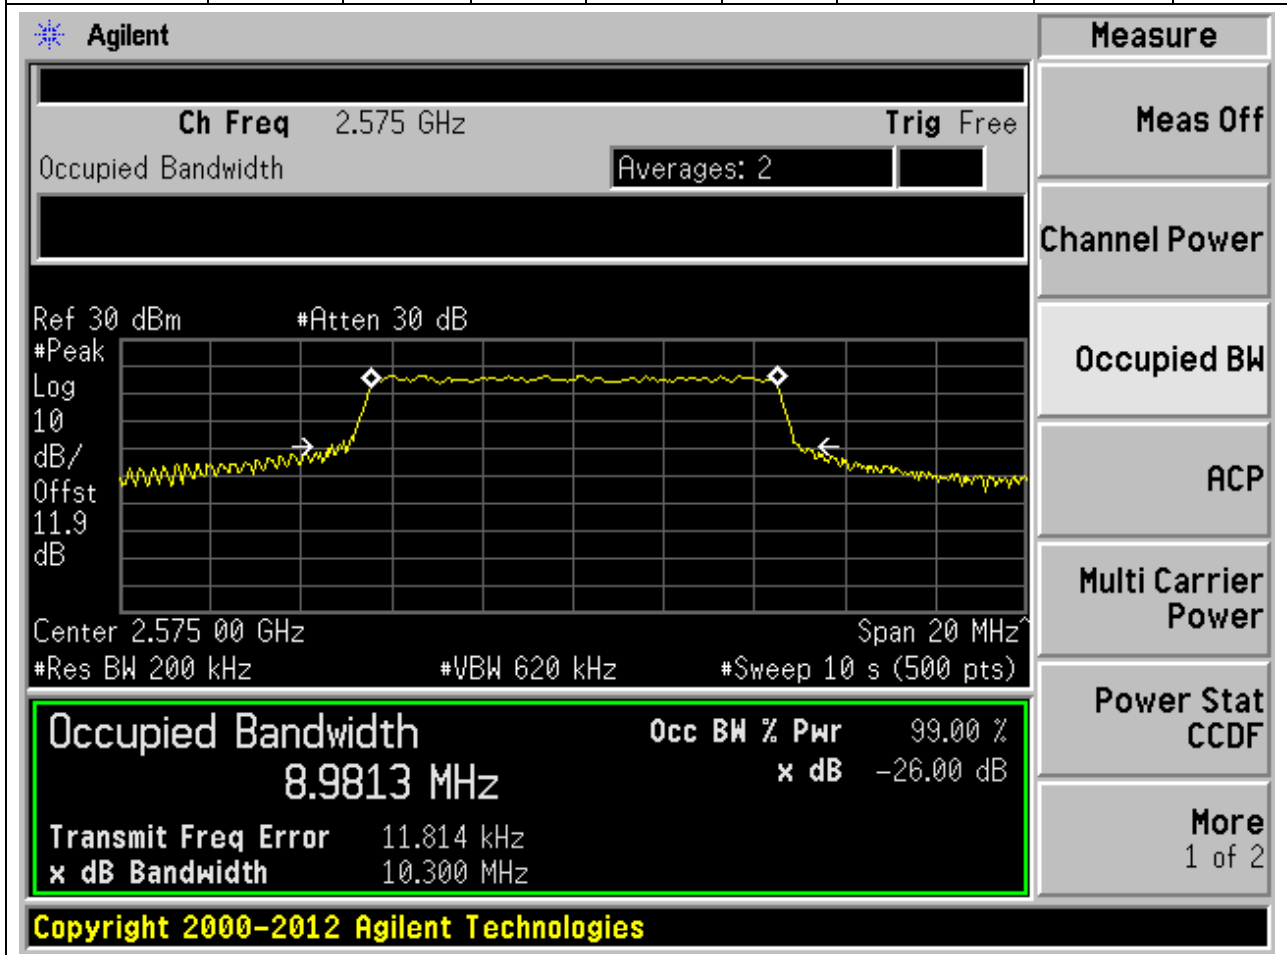 Agilent
Measure
Ch Freq 2.575 GHz Trig Free
Occupied Bandwidth Averages: 2
Meas Off
Channel Power
Occupied BW
ACP
Multi Carrier
Power
Power Stat
CCDF
More
1 of 2
Ref 30 dBm #Atten 30 dB
#Peak
Log
10
dB/
Offst
11.9
dB
Center 2.575 00 GHz Span 20 MHz^
#Res BW 200 kHz #VBW 620 kHz #Sweep 10 s (500 pts)
Occupied Bandwidth Occ BW % Pwr 99.00 %
8.9813 MHz x dB -26.00 dB
Transmit Freq Error 11.814 kHz
x dB Bandwidth 10.300 MHz
Copyright 2000-2012 Agilent Technologies